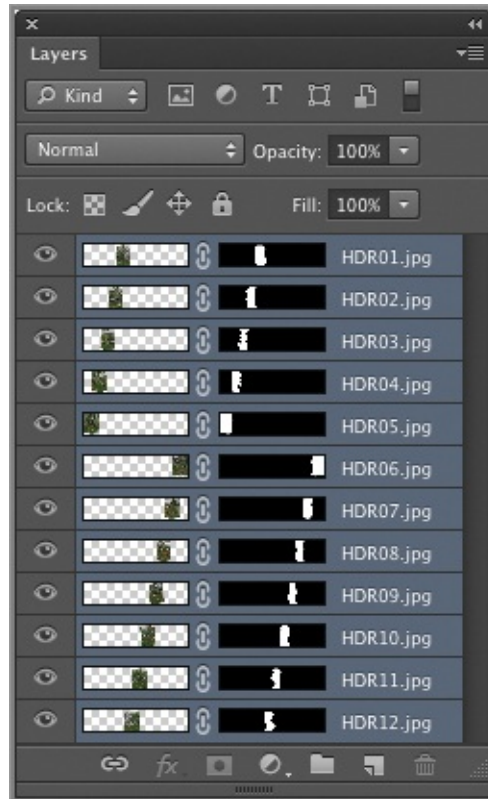 Layers
Kind
Normal Opacity: 100%
Lock: Fill: 100%
HDR01.jpg
HDR02.jpg
HDR03.jpg
HDR04.jpg
HDR05.jpg
HDR06.jpg
HDR07.jpg
HDR08.jpg
HDR09.jpg
HDR10.jpg
HDR11.jpg
HDR12.jpg
fx